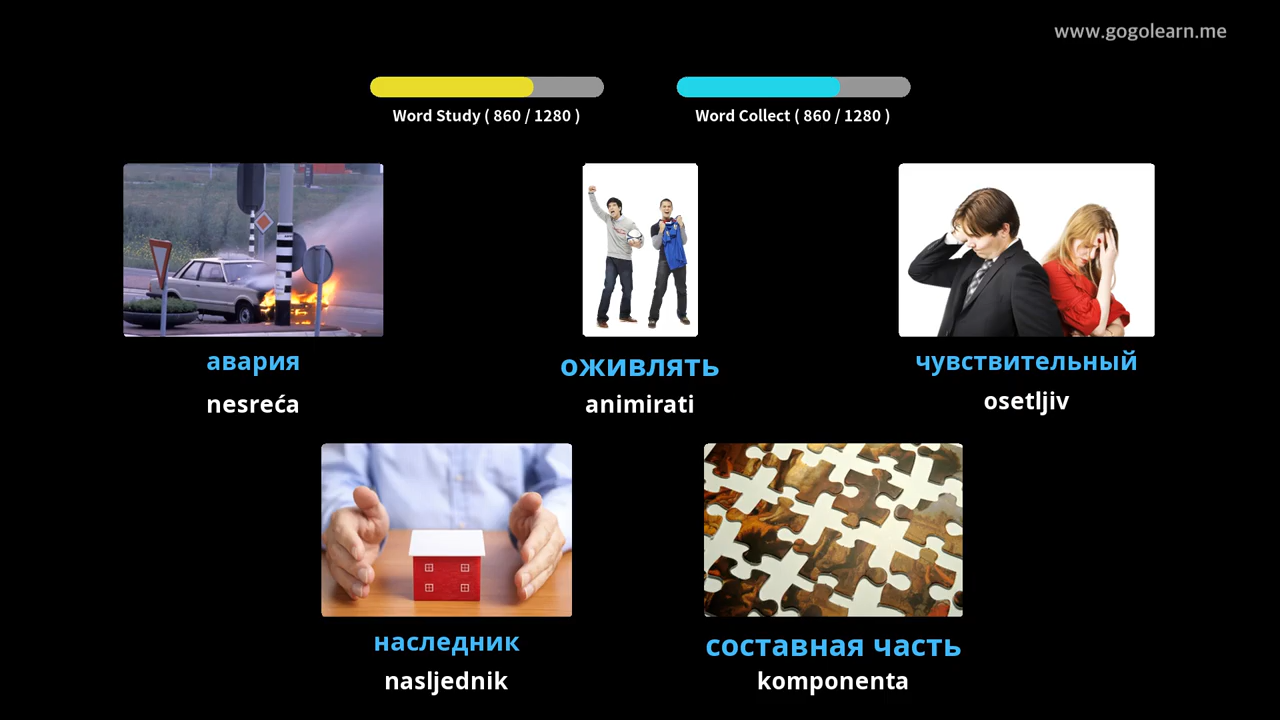 www.gogolearn.me
Word Study ( 860 / 1280 )
Word Collect ( 860 / 1280 )
авария
nesreća
оживлять
animirati
чувствительный
osetljiv
наследник
nasljednik
составная часть
komponenta